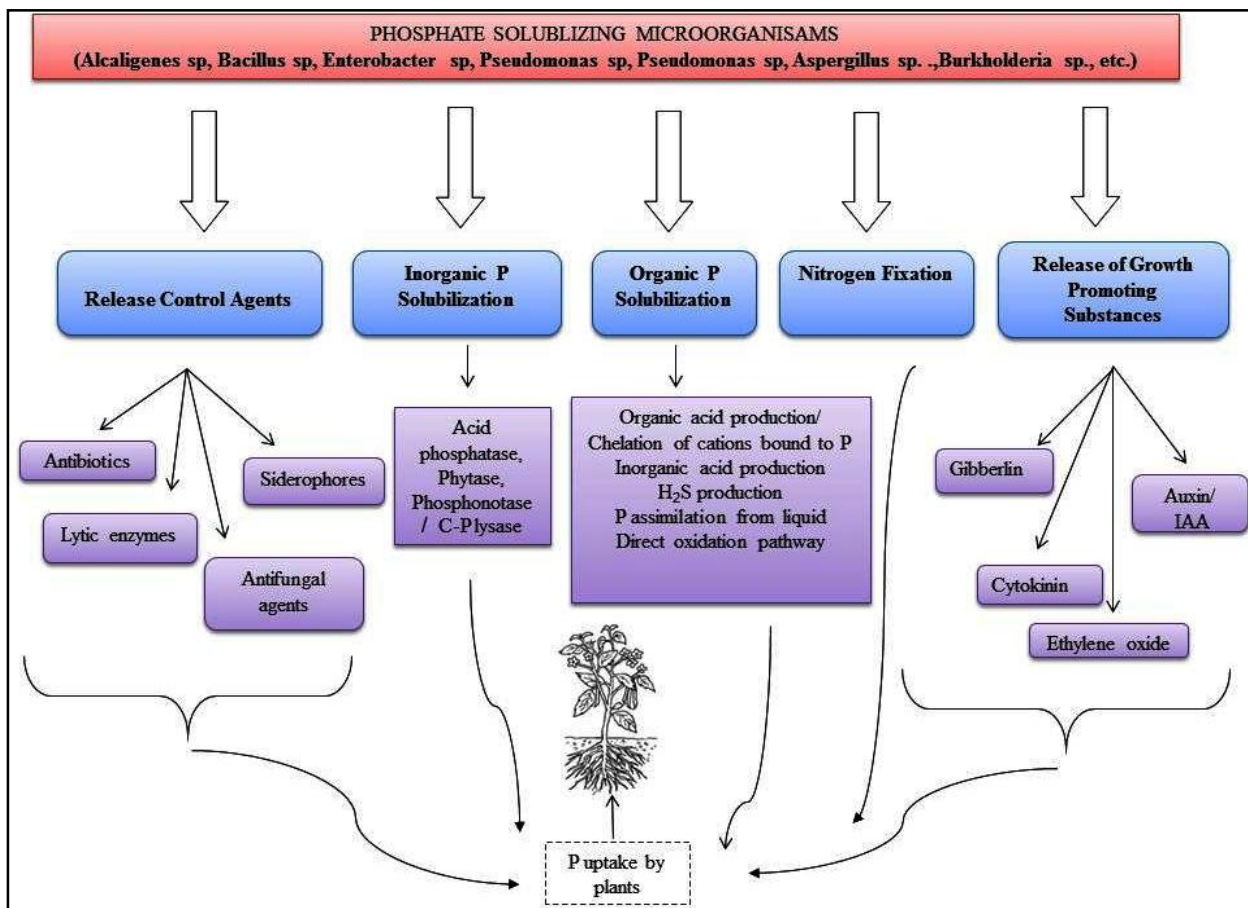 PHOSPHATE SOLUBLIZING MICROORGANISAMS
(Alcaligenes sp, Bacillus sp, Enterobacter sp, Pseudomonas sp, Pseudomonas sp, Aspergillus sp. .,Burkholderia sp., etc.)
Release Control Agents
Inorganic P
Solubilization
Organic P
Solubilization
Nitrogen Fixation
Release of Growth
Promoting
Substances
Antibiotics
Siderophores
Lytic enzymes
Antifungal
agents
Acid
phosphatase,
Phytase,
Phosphonotase
/ C-Plysase
Organic acid production/
Chelation of cations bound to P
Inorganic acid production
H₂S production
P assimilation from liquid
Direct oxidation pathway
Gibberlin
Auxin/
IAA
Cytokinin
Ethylene oxide
P uptake by
plants